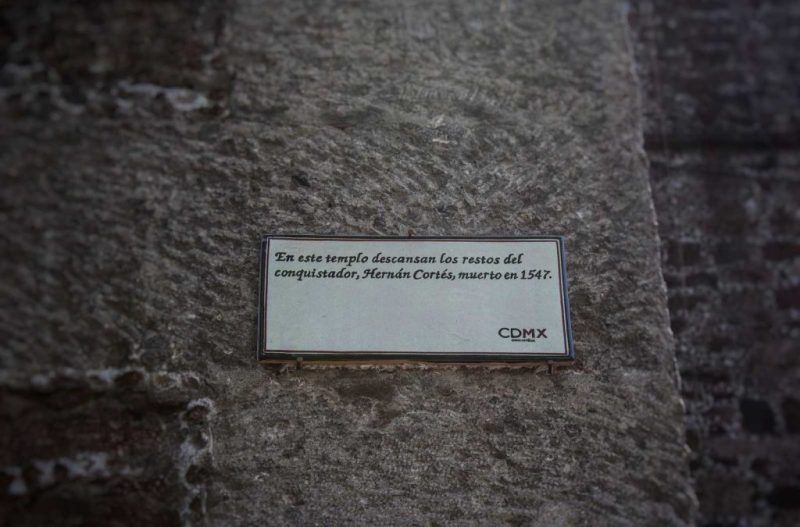 En este templo descansan los restos del
conquistador, Hernán Cortés, muerto en 1547.
CDMX